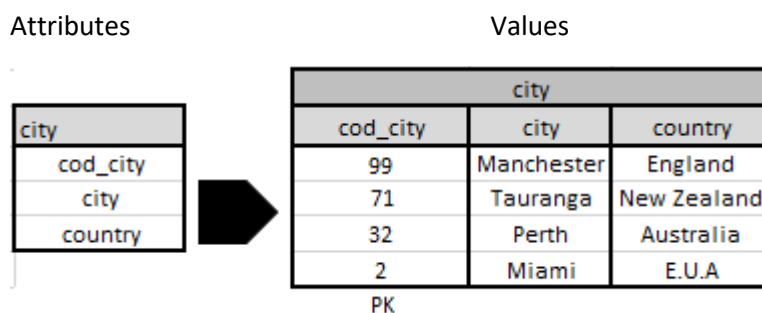 Attributes Values
city
city
cod_city city country
cod_city
99 Manchester England
city
71 Tauranga New Zealand
country
32 Perth Australia
2 Miami E.U.A
PK